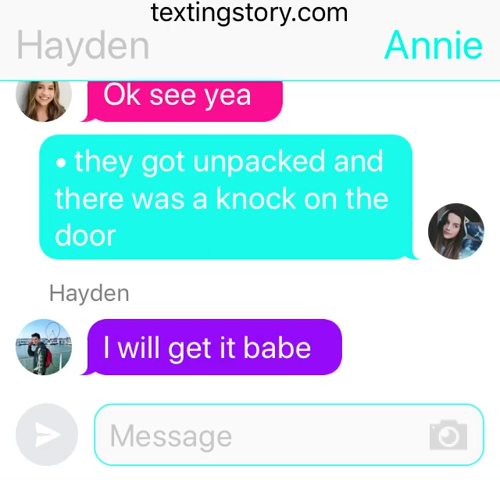 textingstory.com
Hayden
Annie
Ok see yea
• they got unpacked and
there was a knock on the
door
Hayden
I will get it babe
Message